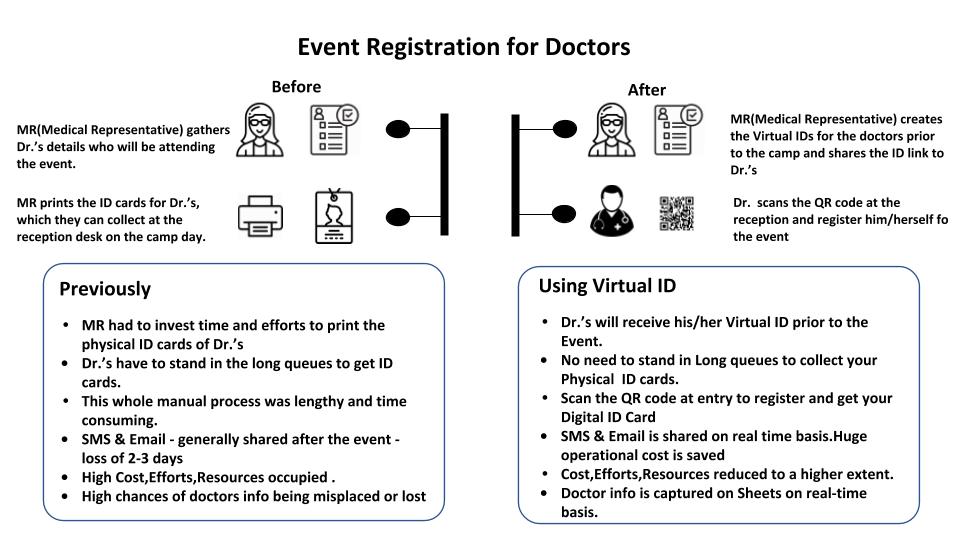 Event Registration for Doctors
Before
MR(Medical Representative) gathers
Dr.’s details who will be attending
the event.
MR prints the ID cards for Dr.’s,
which they can collect at the
reception desk on the camp day.
After
MR(Medical Representative) creates
the Virtual IDs for the doctors prior
to the camp and shares the ID link to
Dr.’s
Dr.  scans the QR code at the
reception and register him/herself fo
the event
Previously
• MR had to invest time and efforts to print the
physical ID cards of Dr.’s
• Dr.’s have to stand in the long queues to get ID
cards.
• This whole manual process was lengthy and time
consuming.
• SMS & Email - generally shared after the event -
loss of 2-3 days
• High Cost,Efforts,Resources occupied .
• High chances of doctors info being misplaced or lost
Using Virtual ID
• Dr.’s will receive his/her Virtual ID prior to the
Event.
• No need to stand in Long queues to collect your
Physical  ID cards.
• Scan the QR code at entry to register and get your
Digital ID Card
• SMS & Email is shared on real time basis.Huge
operational cost is saved
• Cost,Efforts,Resources reduced to a higher extent.
• Doctor info is captured on Sheets on real-time
basis.